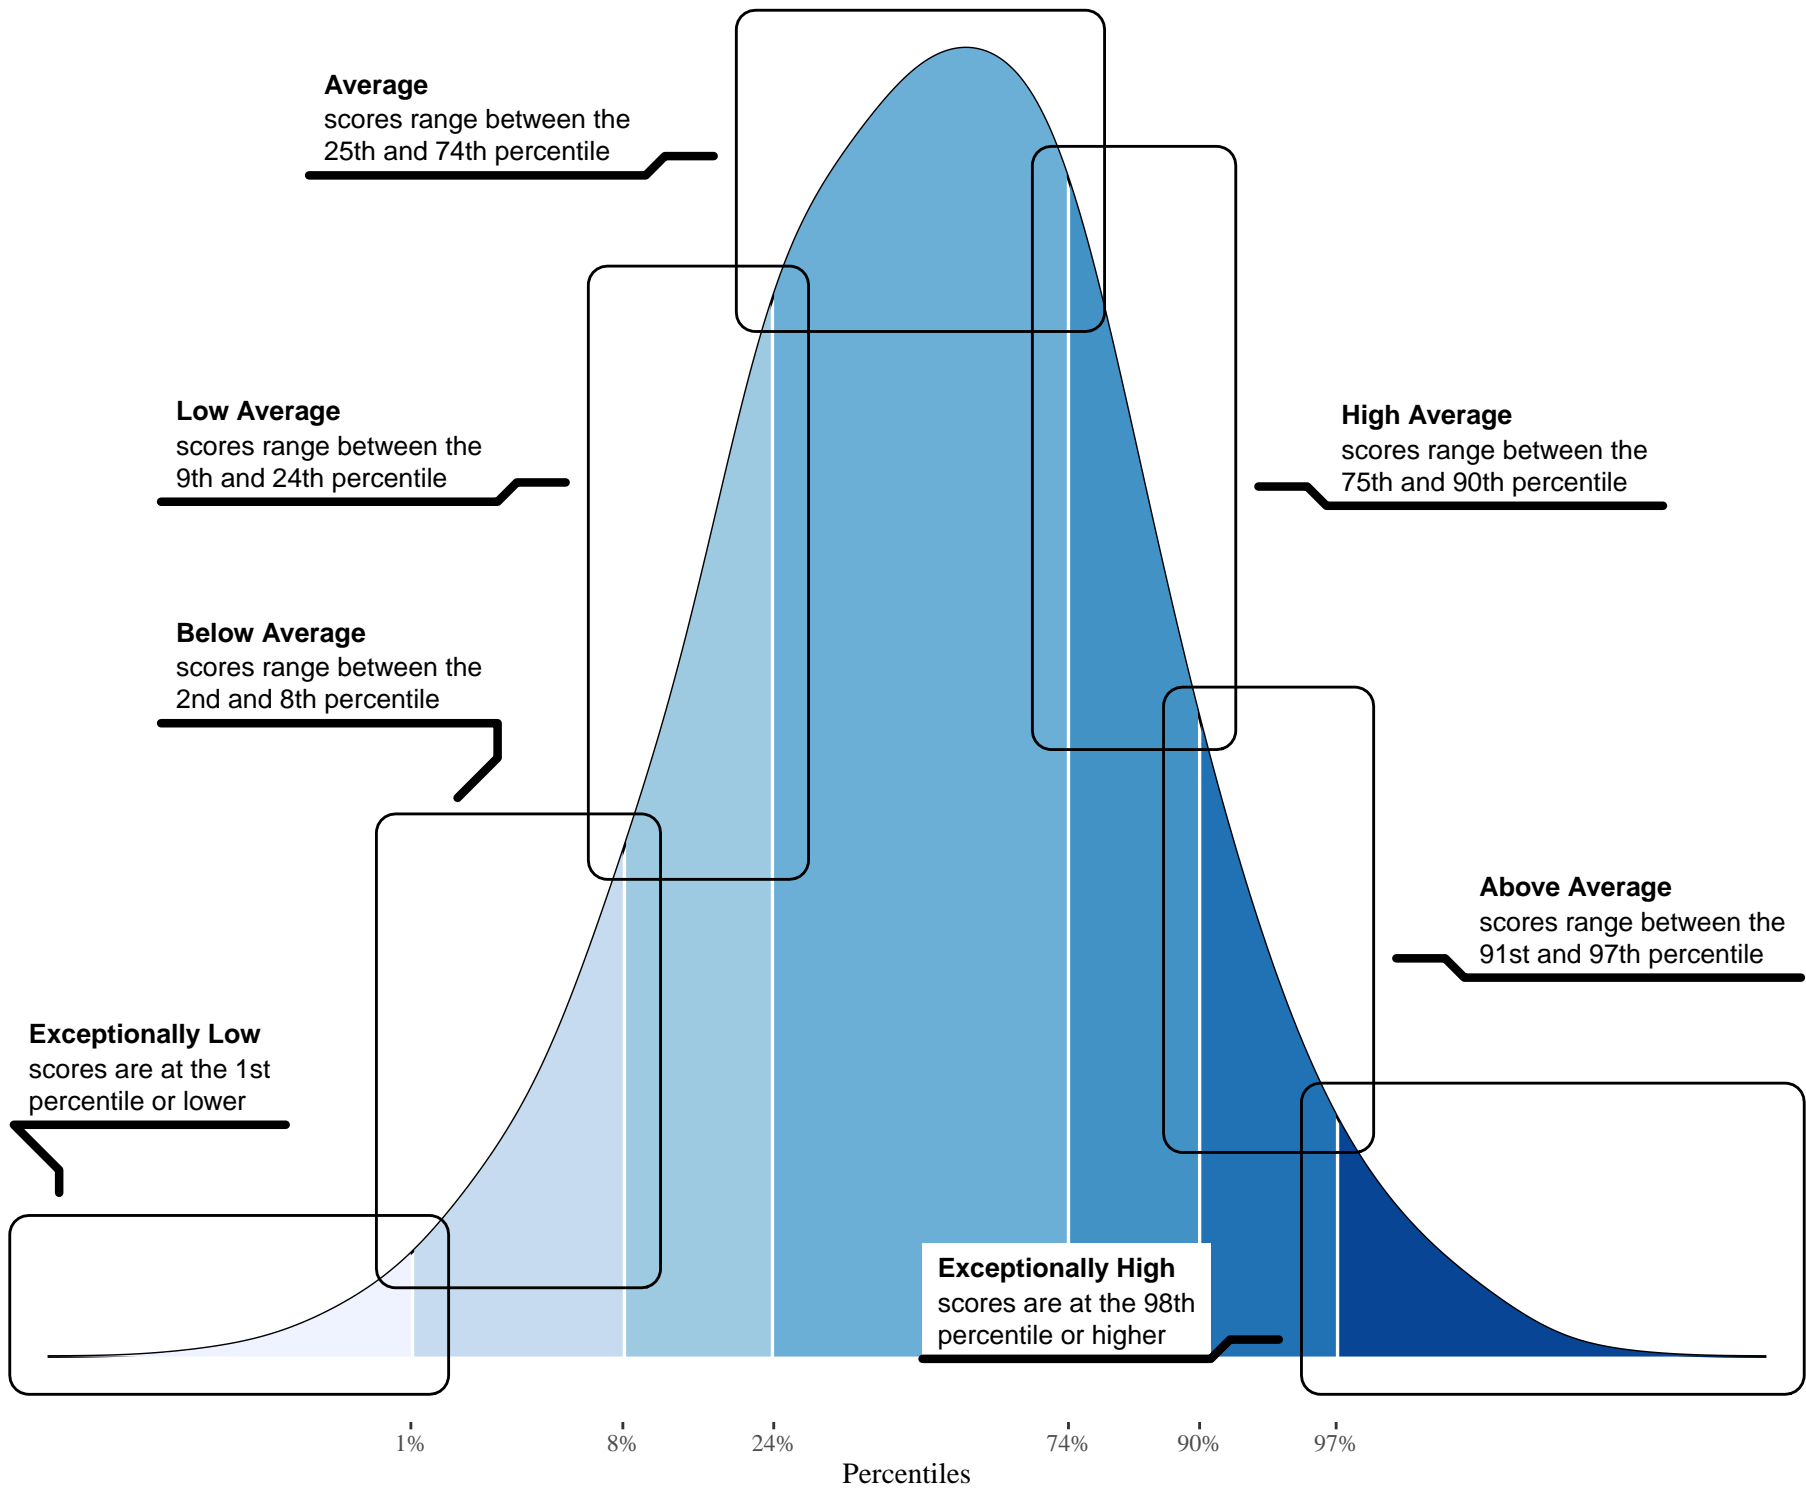 Average
scores range between the
25th and 74th percentile
Low Average
scores range between the
9th and 24th percentile
High Average
scores range between the
75th and 90th percentile
Below Average
scores range between the
2nd and 8th percentile
Above Average
scores range between the
91st and 97th percentile
Exceptionally Low
scores are at the 1st
percentile or lower
Exceptionally High
scores are at the 98th
percentile or higher
1%
8%
24%
74%
90%
97%
Percentiles